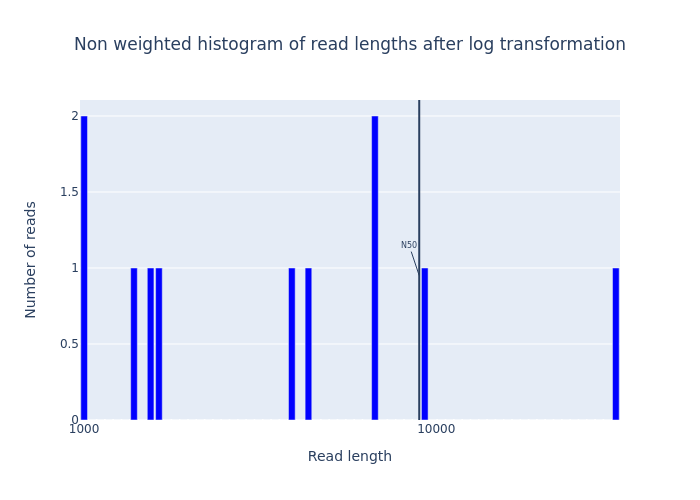 Non weighted histogram of read lengths after log transformation
2
1.5
1
0.5
0
Number of reads
N50
1000
10000
Read length